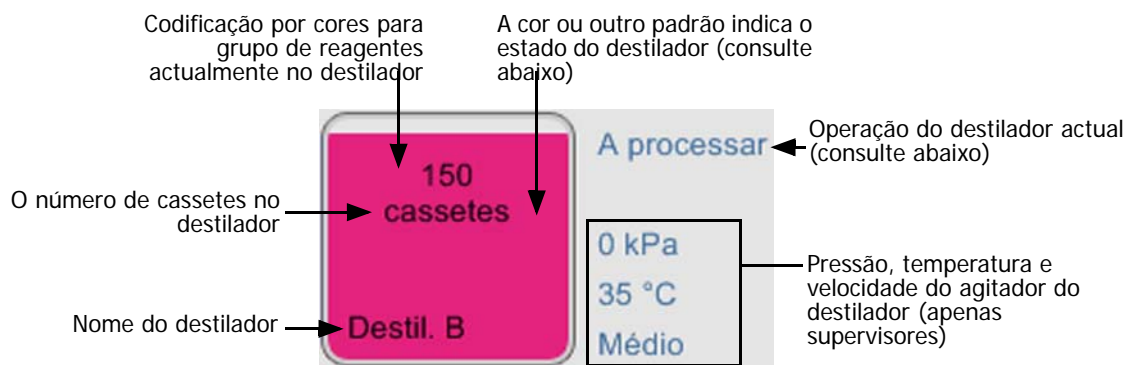 Codificação por cores para
grupo de reagentes
actualmente no destilador
A cor ou outro padrão indica o
estado do destilador (consulte
abaixo)
A processar
Operação do destilador actual
(consulte abaixo)
150
cassetes
O número de cassetes no
destilador
0 kPa
35 °C
Médio
Pressão, temperatura e
velocidade do agitador do
destilador (apenas
supervisores)
Nome do destilador
Destil. B